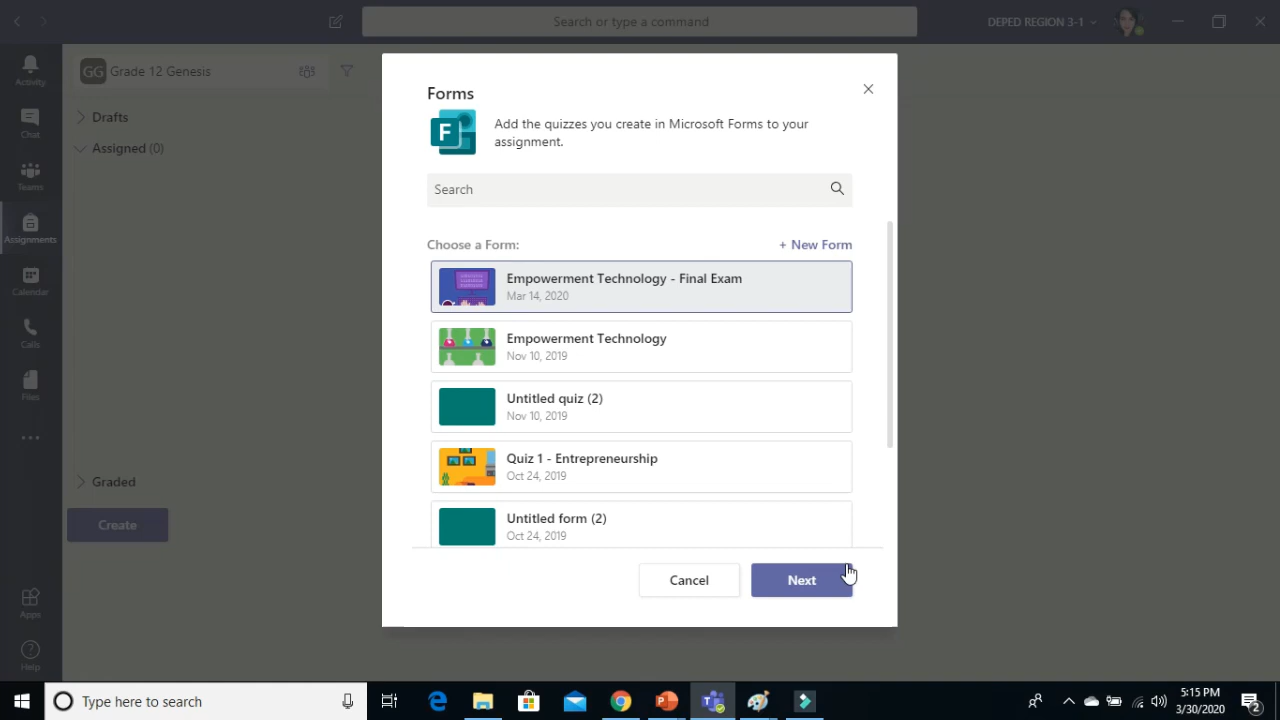 Search or type a command
DEPED REGION 3-1
Activity
Chat
Teams
Assignments
Calendar
Calls
Files
Apps
Help
GG Grade 12 Genesis
Drafts
Assigned (0)
Graded
Create
Forms
F
Add the quizzes you create in Microsoft Forms to your
assignment.
Search
Choose a Form:
+ New Form
Empowerment Technology - Final Exam
Mar 14, 2020
Empowerment Technology
Nov 10, 2019
Untitled quiz (2)
Nov 10, 2019
Quiz 1 - Entrepreneurship
Oct 24, 2019
Untitled form (2)
Oct 24, 2019
Cancel
Next
Type here to search
5:15 PM
3/30/2020
2